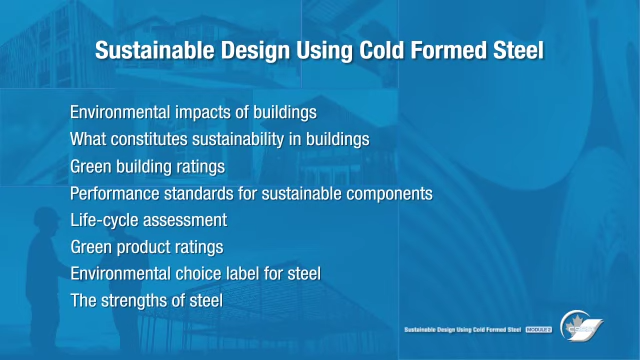 Sustainable Design Using Cold Formed Steel
Environmental impacts of buildings
What constitutes sustainability in buildings
Green building ratings
Performance standards for sustainable components
Life-cycle assessment
Green product ratings
Environmental choice label for steel
The strengths of steel
Sustainable Design Using Cold Formed Steel MODULE 2